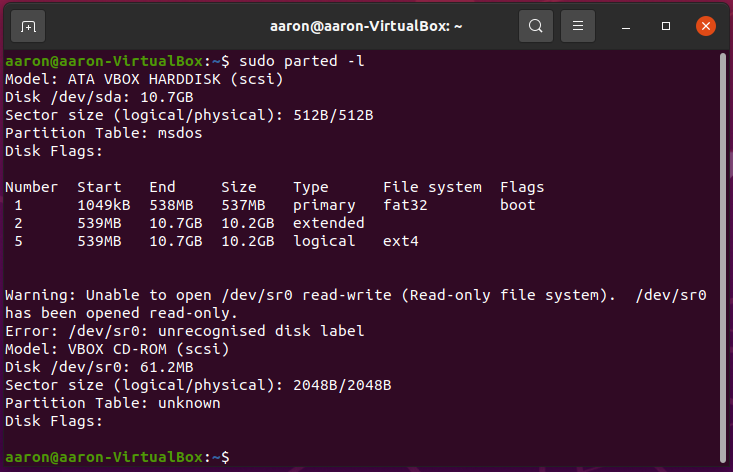 aaron@aaron-VirtualBox: ~
aaron@aaron-VirtualBox:~$ sudo parted -l
Model: ATA VBOX HARDDISK (scsi)
Disk /dev/sda: 10.7GB
Sector size (logical/physical): 512B/512B
Partition Table: msdos
Disk Flags:

Number  Start   End     Size    Type      File system  Flags
 1      1049kB  538MB   537MB   primary   fat32        boot
 2      539MB   10.7GB  10.2GB  extended
 5      539MB   10.7GB  10.2GB  logical   ext4

Warning: Unable to open /dev/sr0 read-write (Read-only file system).  /dev/sr0
has been opened read-only.
Error: /dev/sr0: unrecognised disk label
Model: VBOX CD-ROM (scsi)
Disk /dev/sr0: 61.2MB
Sector size (logical/physical): 2048B/2048B
Partition Table: unknown
Disk Flags:

aaron@aaron-VirtualBox:~$